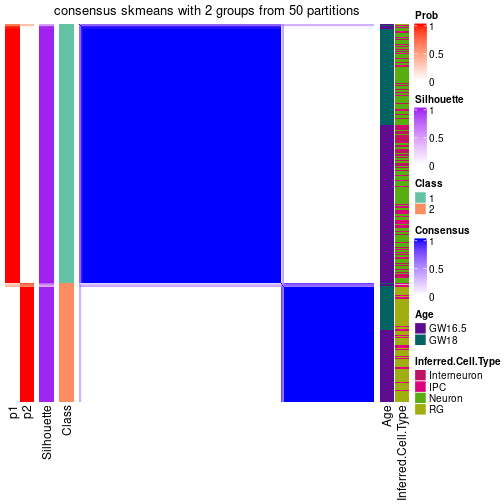 consensus skmeans with 2 groups from 50 partitions
Prob
1
0.5
0
Silhouette
1
0.5
0
Class
1
2
Consensus
1
0.5
0
Age
GW16.5
GW18
Inferred.Cell.Type
Interneuron
IPC
Neuron
RG
p1
p2
Silhouette
Class
Age
Inferred.Cell.Type